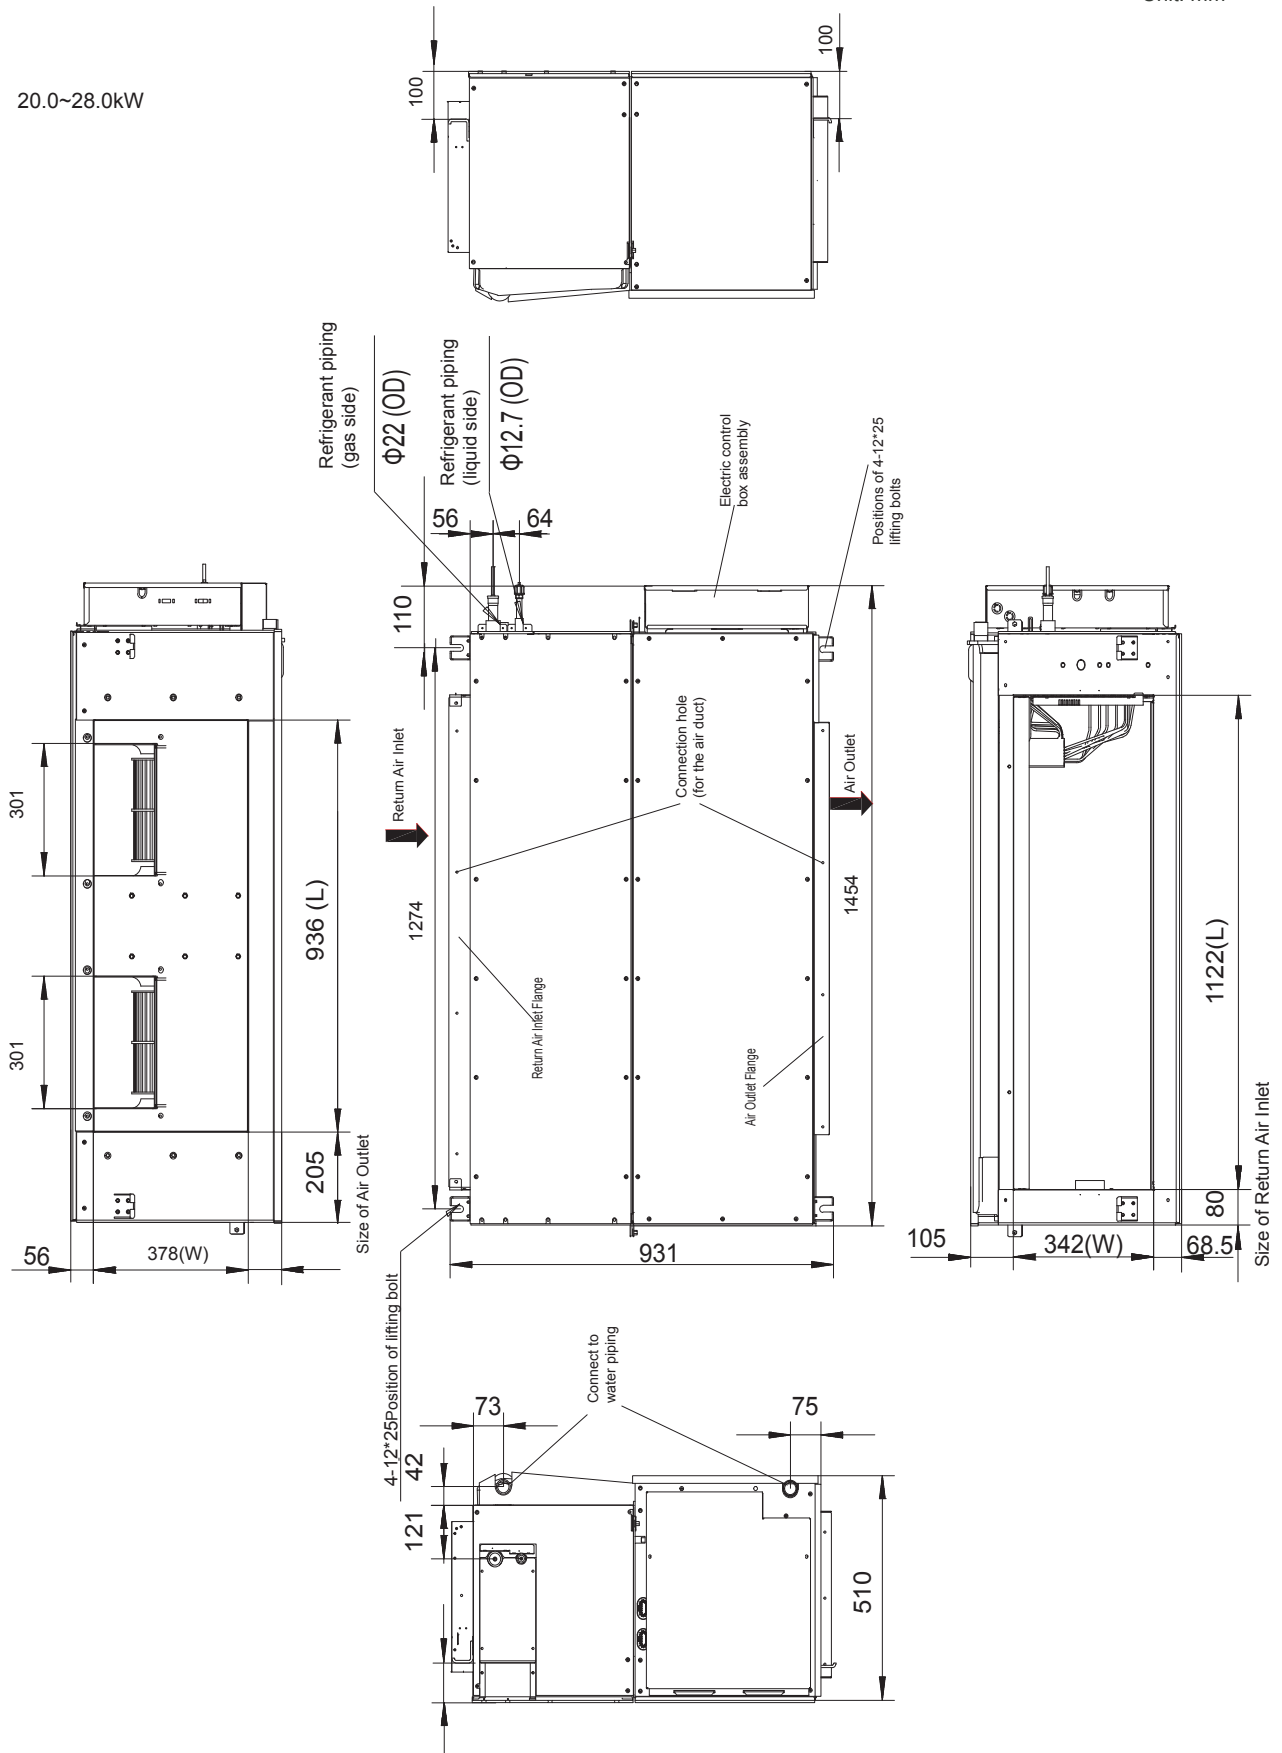 20.0~28.0kW
100
100
Refrigerant piping
(gas side)
Φ22 (OD)
Refrigerant piping
(liquid side)
Φ12.7 (OD)
Electric control
box assembly
Positions of 4-12*25
lifting bolts
56
64
110
301
301
936 (L)
205
Size of Air Outlet
56
378(W)
Return Air Inlet
1274
Connection hole
(for the air duct)
Air Outlet
1454
Return Air Inlet Flange
Air Outlet Flange
931
1122(L)
80
Size of Return Air Inlet
105
342(W)
68.5
4-12*25Position of lifting bolt
Connect to
water piping
73
75
42
121
510